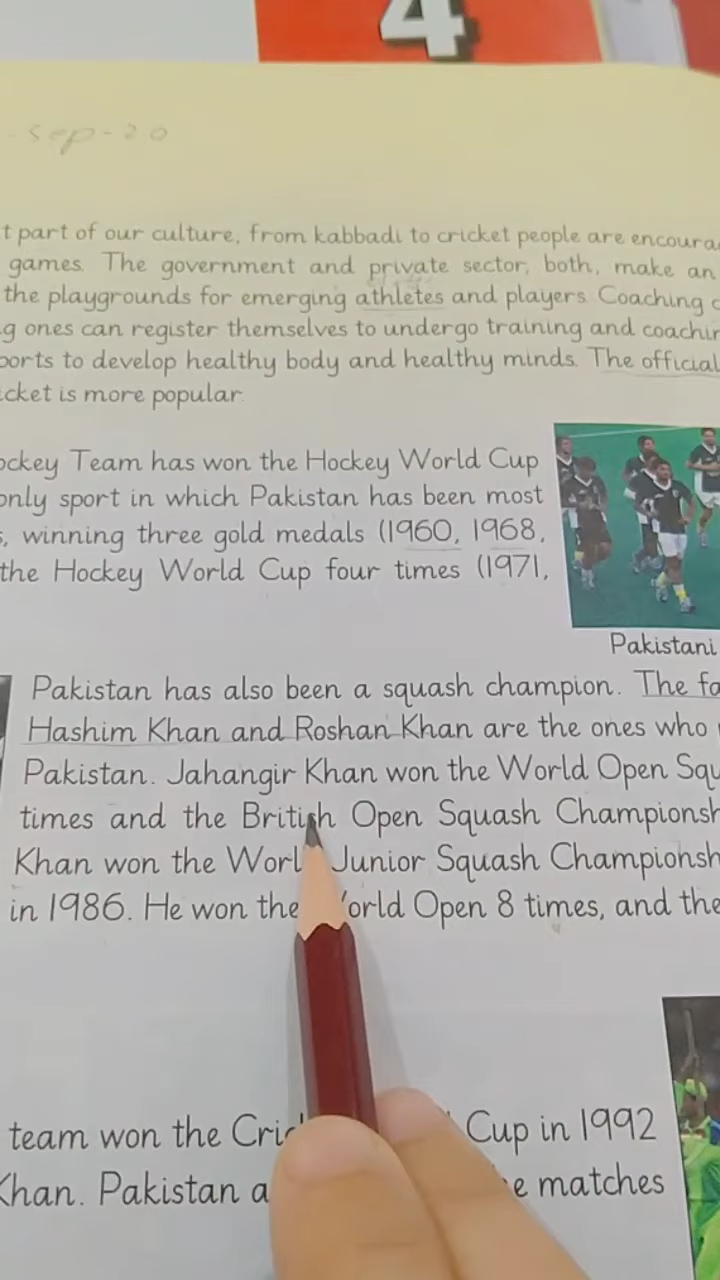 4
-Sep-20
t part of our culture, from kabbadi to cricket people are encoura
games. The government and private sector, both, make an
the playgrounds for emerging athletes and players. Coaching c
g ones can register themselves to undergo training and coachin
ports to develop healthy body and healthy minds. The official
cket is more popular.
ockey Team has won the Hockey World Cup
only sport in which Pakistan has been most
s, winning three gold medals (1960, 1968,
the Hockey World Cup four times (1971,
Pakistani
Pakistan has also been a squash champion. The fa
Hashim Khan and Roshan Khan are the ones who
Pakistan. Jahangir Khan won the World Open Squ
times and the British Open Squash Championsh
Khan won the Worl Junior Squash Championsh
in 1986. He won the orld Open 8 times, and the
team won the Cric Cup in 1992
Khan. Pakistan a e matches